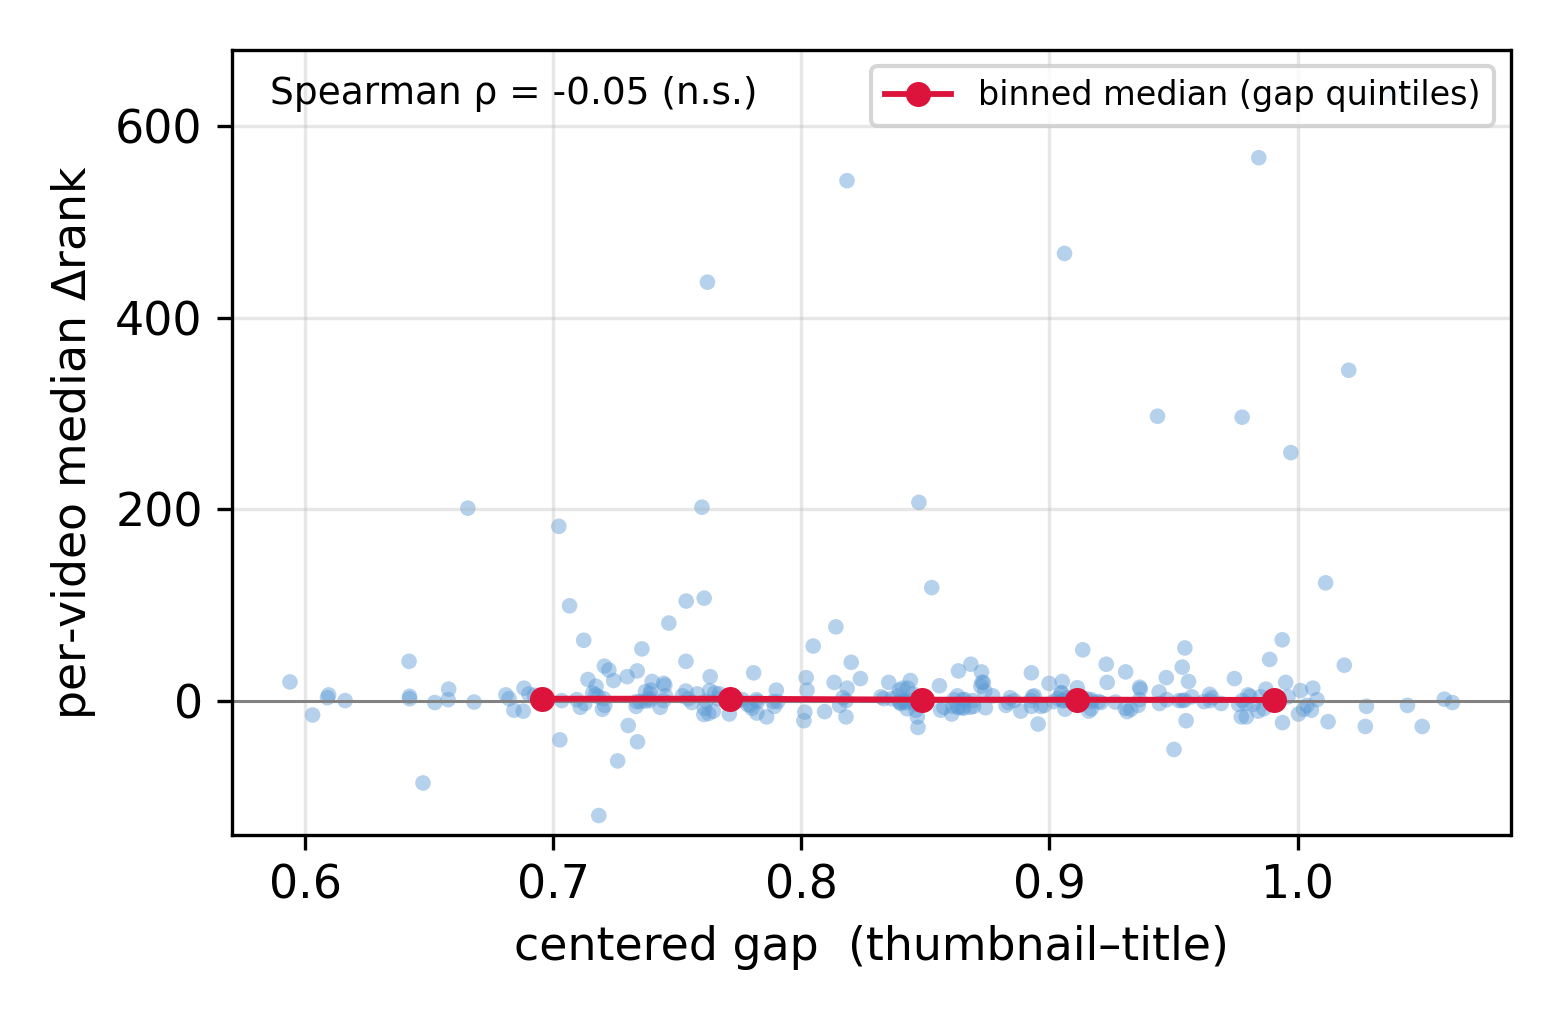 Spearman ρ = -0.05 (n.s.)
binned median (gap quintiles)
600
400
200
0
per-video median Δrank
0.6 0.7 0.8 0.9 1.0
centered gap (thumbnail–title)